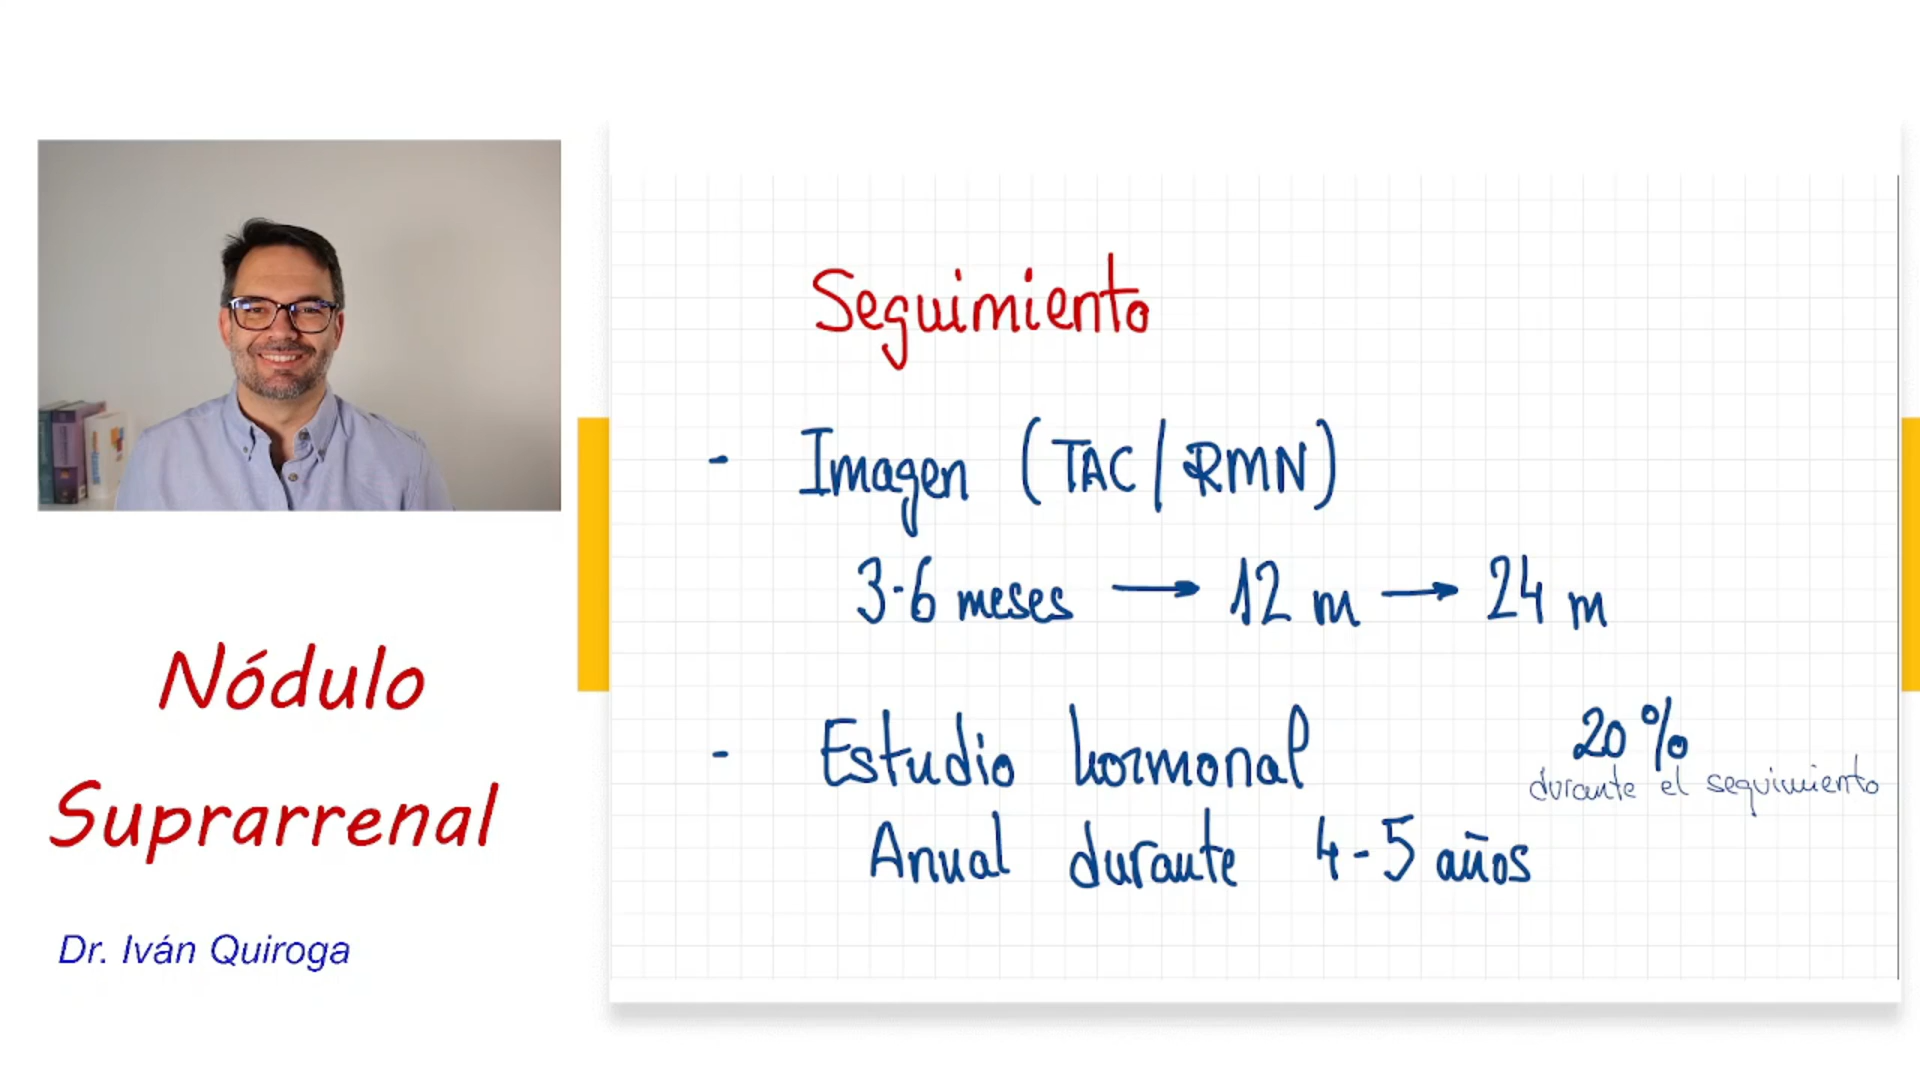 Nódulo
Suprarrenal
Dr. Iván Quiroga
Seguimiento
- Imagen (TAC/RMN)
3-6 meses → 12 m → 24 m
- Estudio hormonal
20%
durante el seguimiento
Anual durante 4-5 años